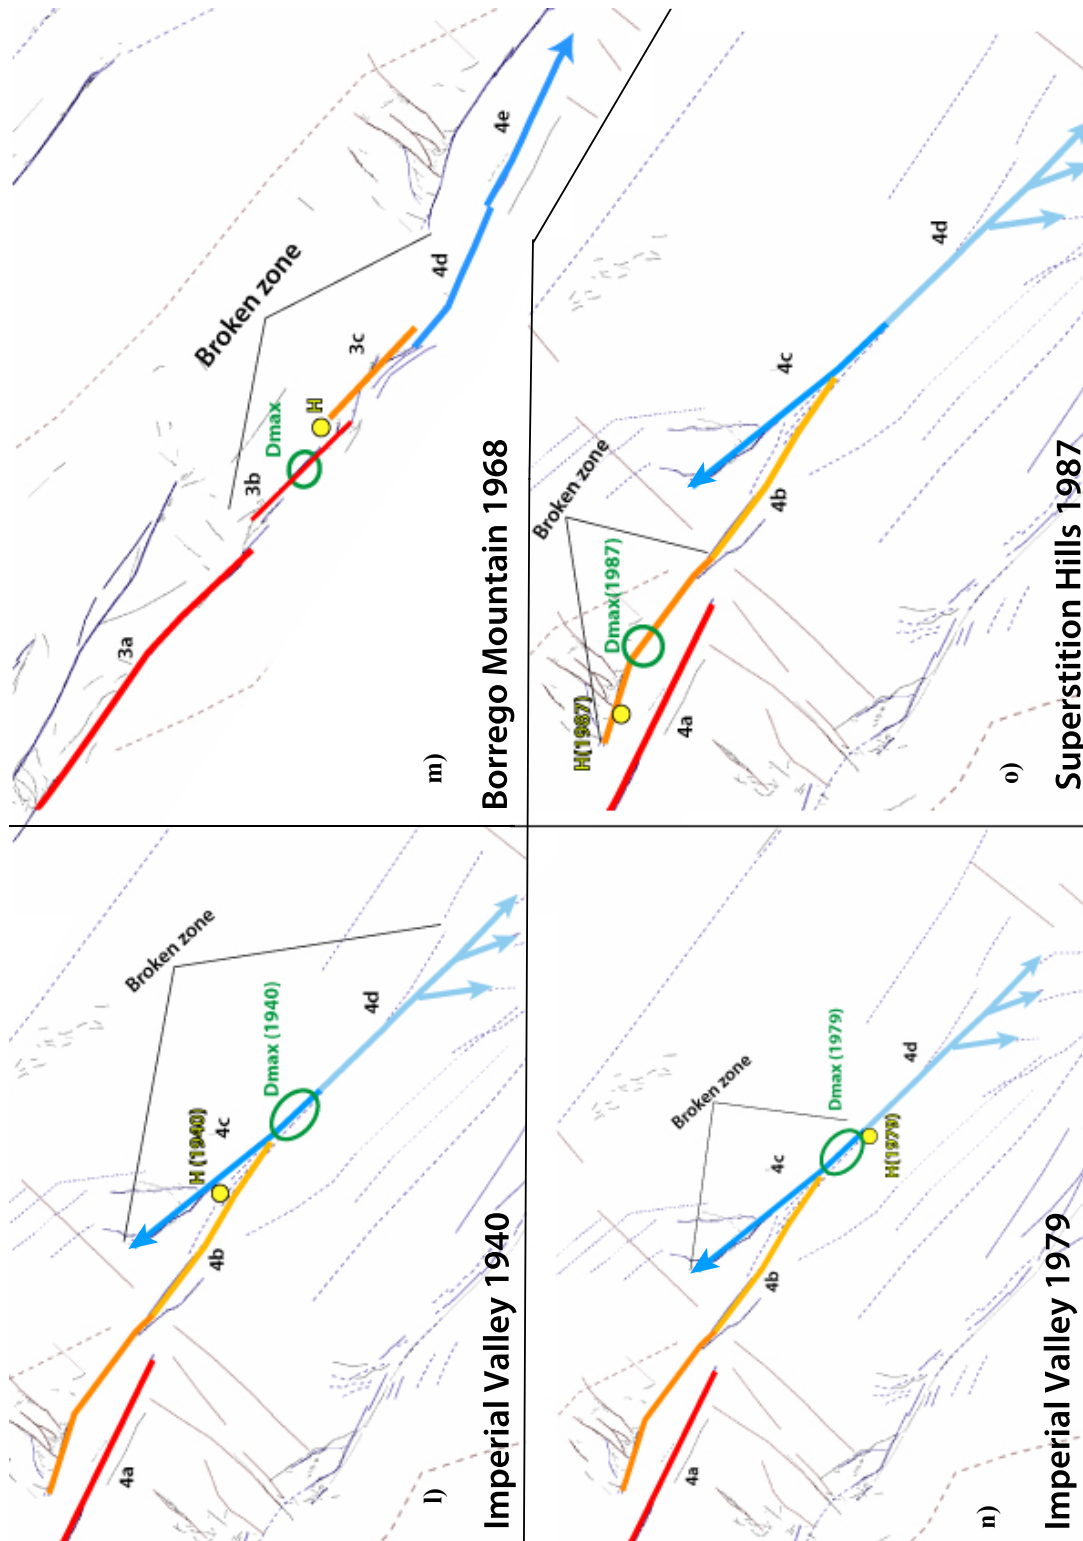 Broken zone
H (1940)
Dmax (1940)
4a
4b
4c
4d
l)
Imperial Valley 1940
Broken zone
Dmax
H
3a
3b
3c
4d
4e
m)
Borrego Mountain 1968
Broken zone
Dmax (1979)
H(1979)
4a
4b
4c
4d
n)
Imperial Valley 1979
Broken zone
H(1987)
Dmax(1987)
4a
4b
4c
4d
o)
Superstition Hills 1987